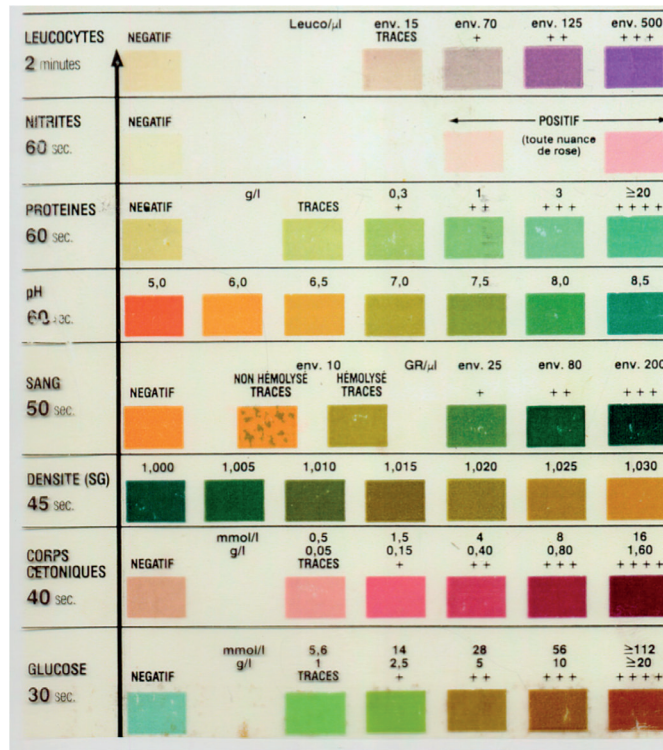 LEUCOCYTES NEGATIF Leuco/µl env. 15 env. 70 env. 125 env. 500
2 minutes TRACES + + + + + +
NITRITES NEGATIF POSITIF
60 sec. (toute nuance de rose)
PROTEINES NEGATIF g/l TRACES 0,3 1 3 ≥20
60 sec. + + + + + + + + + +
pH 5,0 6,0 6,5 7,0 7,5 8,0 8,5
60 sec.
SANG NEGATIF env. 10 GR/µl env. 25 env. 80 env. 200
50 sec. NON HÉMOLYSÉ TRACES HÉMOLYSÉ TRACES + + + + + +
DENSITE (SG) 1,000 1,005 1,010 1,015 1,020 1,025 1,030
45 sec.
CORPS CETONIQUES mmol/l 0,5 1,5 4 8 16
g/l 0,05 0,15 0,40 0,80 1,60
40 sec. NEGATIF TRACES + + + + + + + + + +
GLUCOSE mmol/l 5,6 14 28 56 ≥112
g/l 1 2,5 5 10 ≥20
30 sec. NEGATIF TRACES + + + + + + + + + +